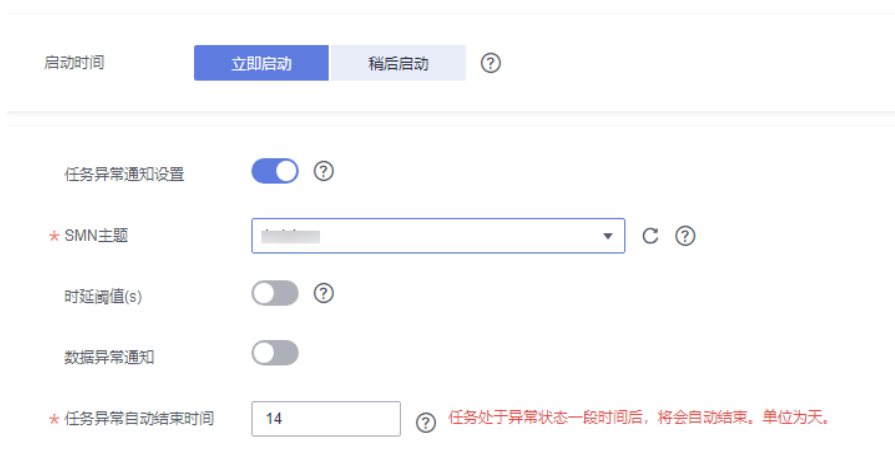 启动时间 立即启动 稍后启动
任务异常通知设置
* SMN主题
时延阈值(s)
数据异常通知
* 任务异常自动结束时间 14 任务处于异常状态一段时间后，将会自动结束。单位为天。